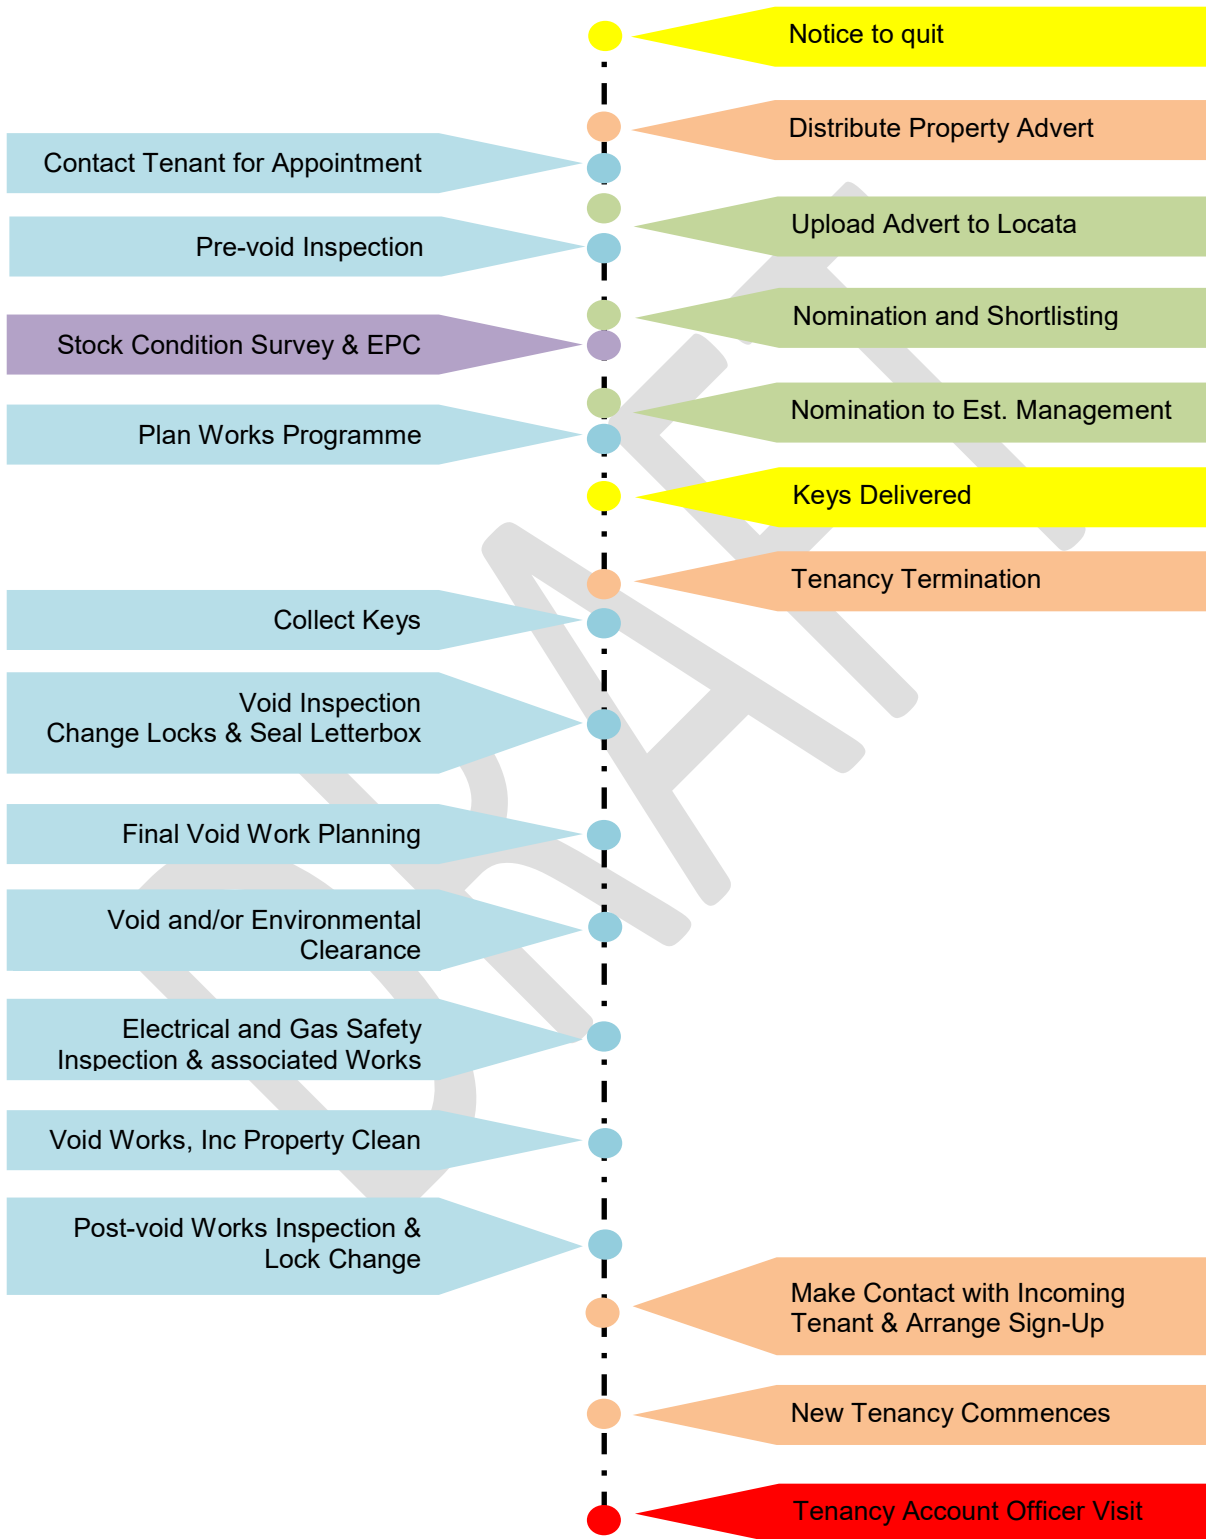 Notice to quit
Distribute Property Advert
Contact Tenant for Appointment
Upload Advert to Locata
Pre-void Inspection
Nomination and Shortlisting
Stock Condition Survey & EPC
Nomination to Est. Management
Plan Works Programme
Keys Delivered
Tenancy Termination
Collect Keys
Void Inspection
Change Locks & Seal Letterbox
Final Void Work Planning
Void and/or Environmental
Clearance
Electrical and Gas Safety
Inspection & associated Works
Void Works, Inc Property Clean
Post-void Works Inspection &
Lock Change
Make Contact with Incoming
Tenant & Arrange Sign-Up
New Tenancy Commences
Tenancy Account Officer Visit
DRAFT